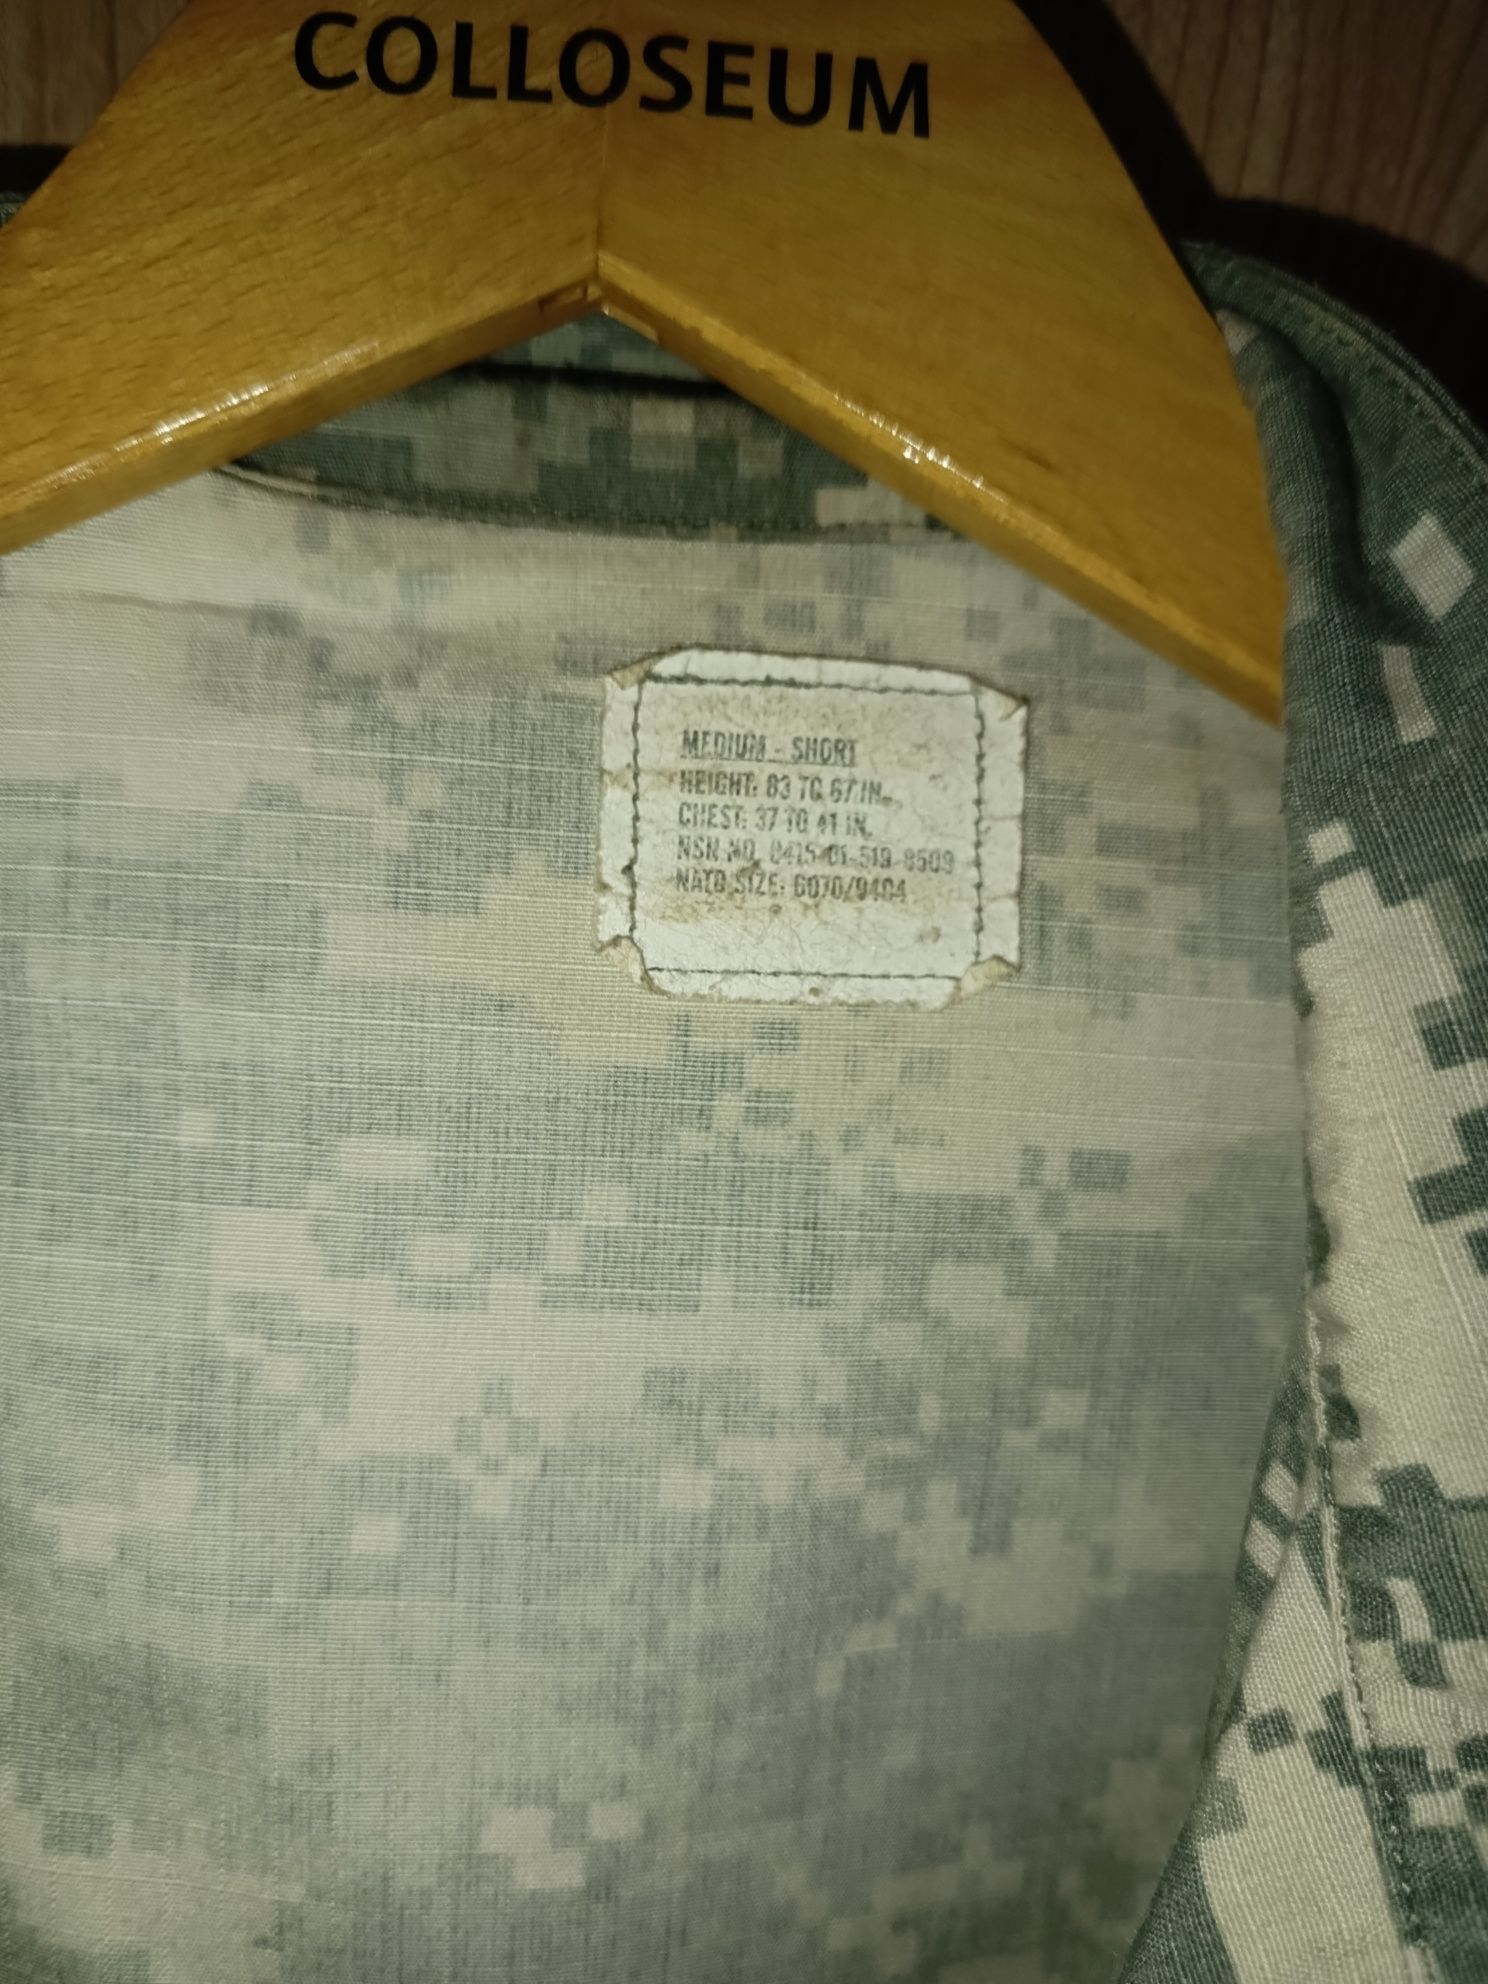 COLLOSEUM
MEDIUM - SHORT
HEIGHT: 63 TO 67 IN.
CHEST: 37 TO 41 IN.
NSN NO. 8415-01-519-8509
NATO SIZE: 6070/9404